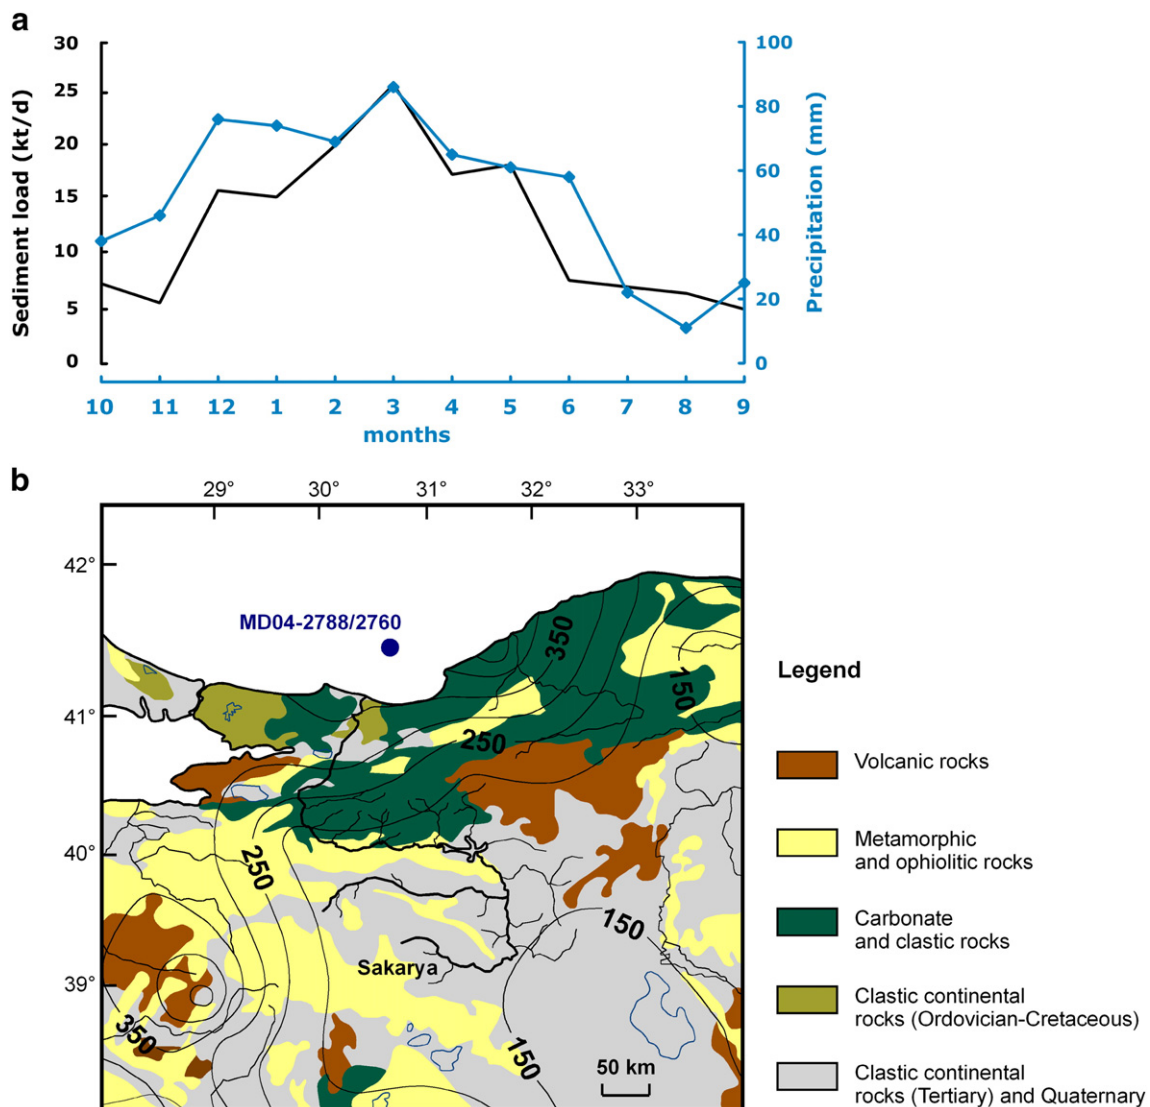 a
30
25
20
15
10
5
0
Sediment load (kt/d)
100
80
60
40
20
0
Precipitation (mm)
10 11 12 1 2 3 4 5 6 7 8 9
months
b
29° 30° 31° 32° 33°
42°
41°
40°
39°
MD04-2788/2760
350
150
250
250
150
Sakarya
350
150
50 km
Legend
Volcanic rocks
Metamorphic
and ophiolitic rocks
Carbonate
and clastic rocks
Clastic continental
rocks (Ordovician-Cretaceous)
Clastic continental
rocks (Tertiary) and Quaternary